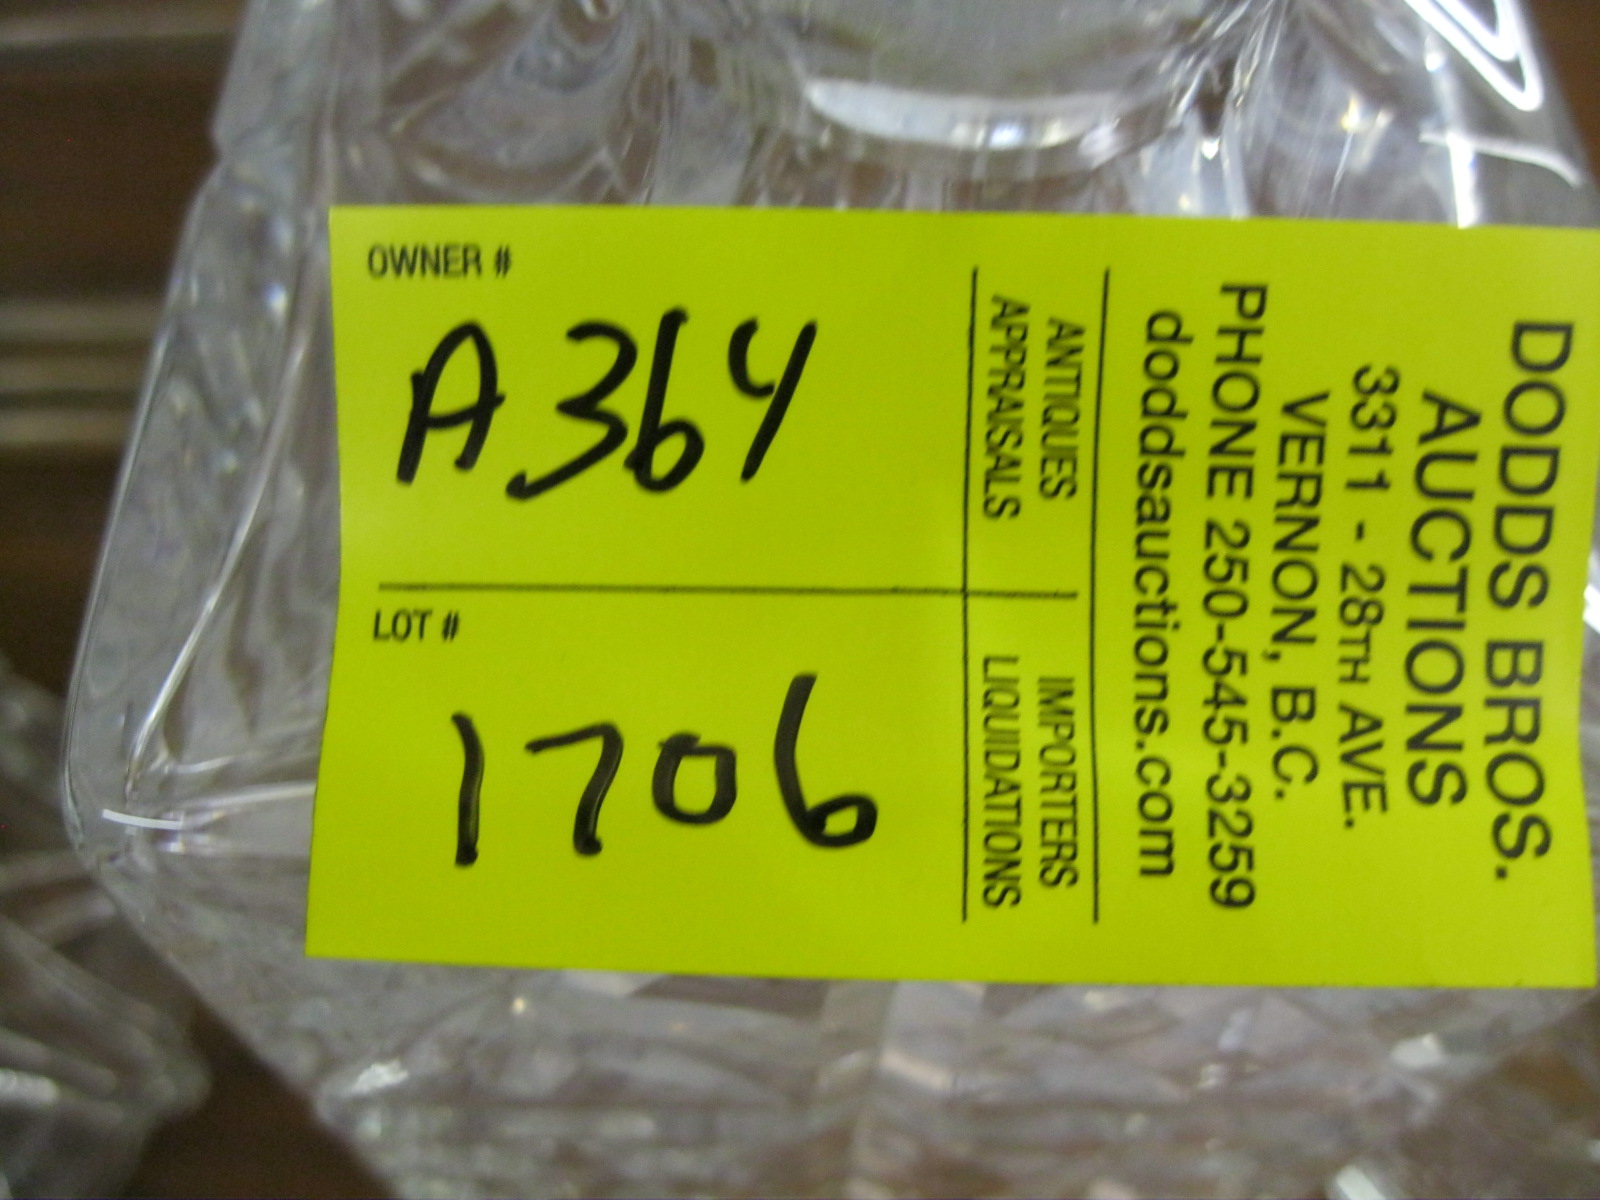 DODDS BROS.
AUCTIONS
3311 - 28TH AVE.
VERNON, B.C.
PHONE 250-545-3259
doddsauctions.com
ANTIQUES
APPRAISALS
IMPORTERS
LIQUIDATIONS
OWNER #
A364
LOT #
1706